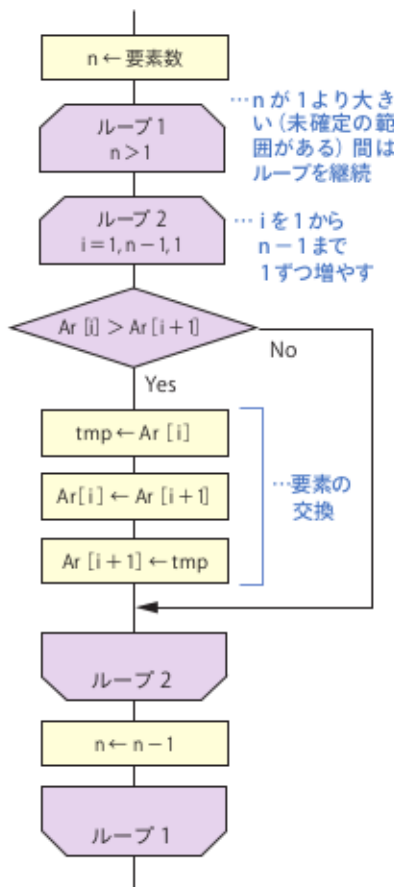 n ← 要素数
ループ 1
n > 1
…n が 1より大き
い（未確定の範
囲がある）間は
ループを継続
ループ 2
i = 1, n − 1, 1
…i を 1 から
n − 1 まで
1ずつ増やす
Ar [i] > Ar [i + 1]
No
Yes
tmp ← Ar [i]
Ar[i] ← Ar [i + 1]
Ar [i + 1] ← tmp
…要素の
交換
ループ 2
n ← n − 1
ループ 1